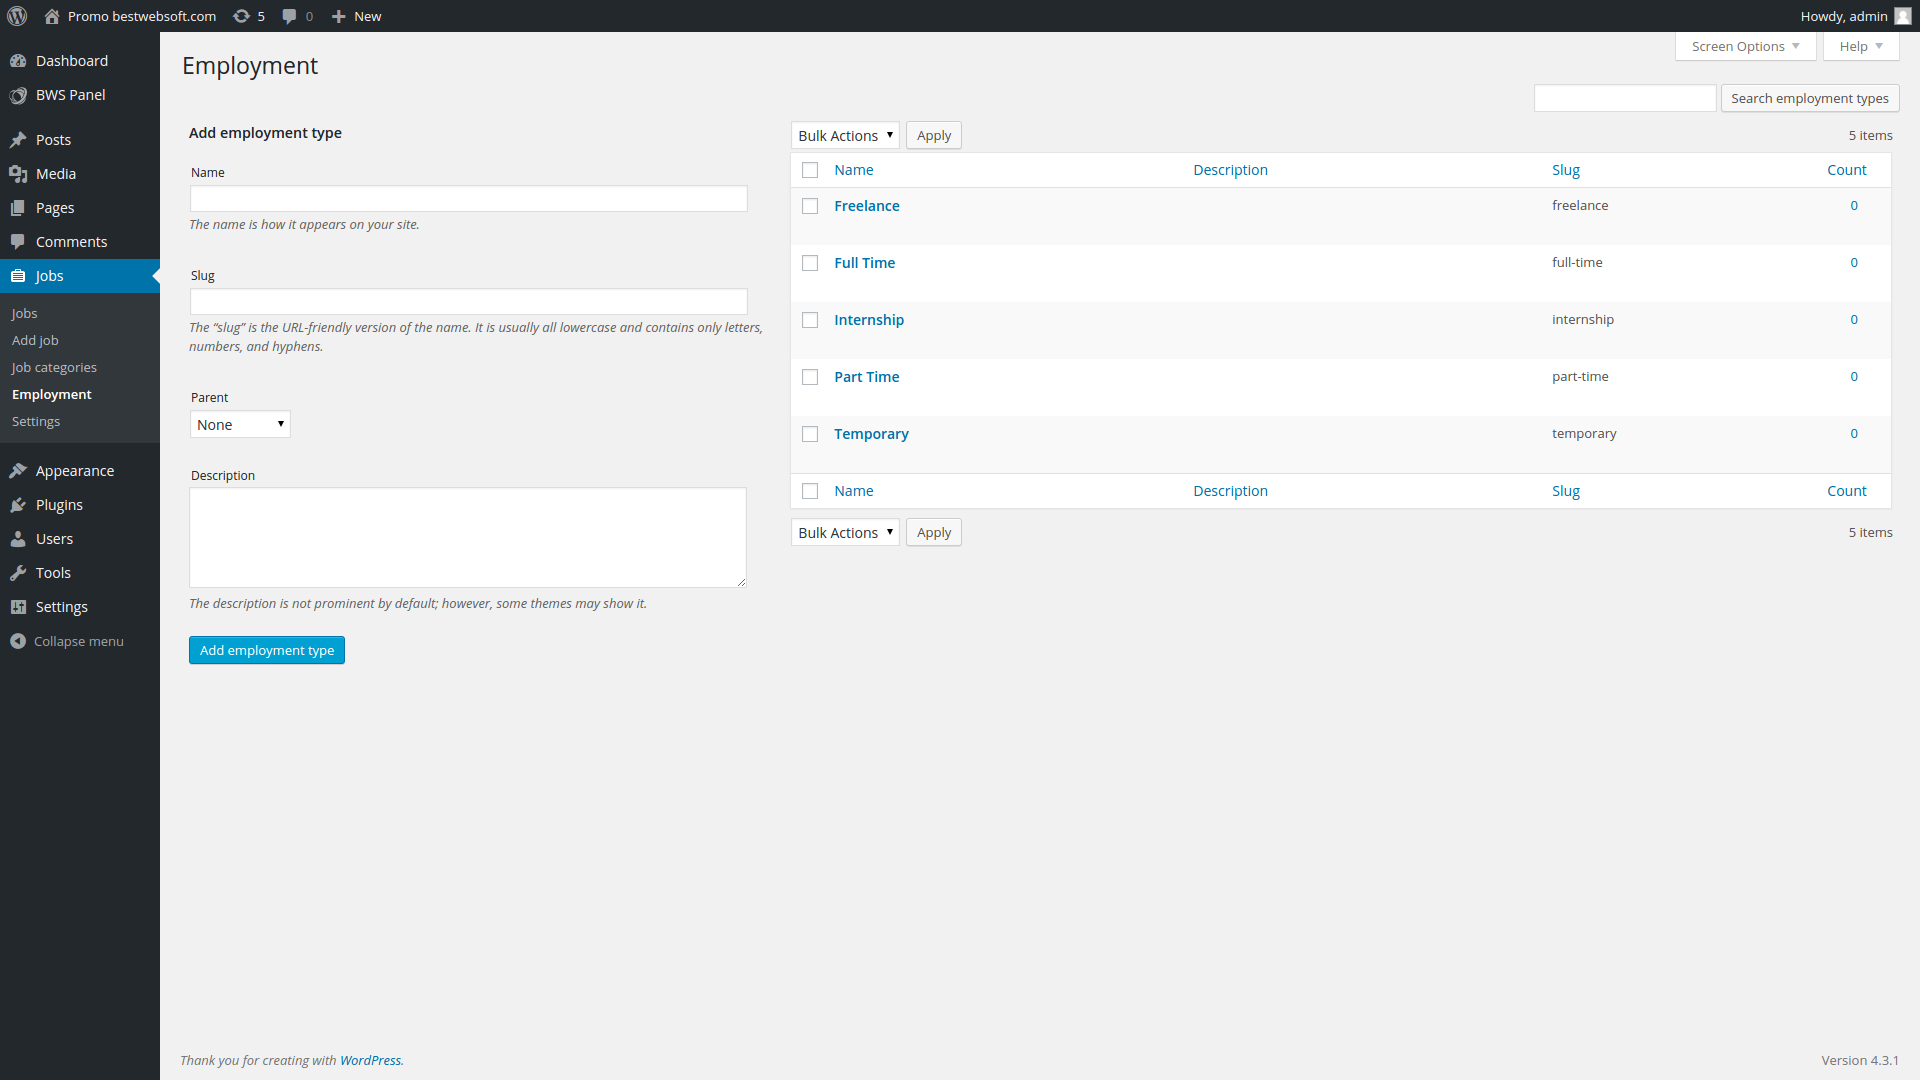 Promo bestwebsoft.com 5 0 New Howdy, admin
Screen Options Help
Dashboard
BWS Panel
Posts
Media
Pages
Comments
Jobs
Jobs
Add job
Job categories
Employment
Settings
Appearance
Plugins
Users
Tools
Settings
Collapse menu
Employment
Search employment types
Add employment type
Name
The name is how it appears on your site.
Slug
The “slug” is the URL-friendly version of the name. It is usually all lowercase and contains only letters,
numbers, and hyphens.
Parent
None
Description
The description is not prominent by default; however, some themes may show it.
Add employment type
Bulk Actions Apply 5 items
Name Description Slug Count
Freelance freelance 0
Full Time full-time 0
Internship internship 0
Part Time part-time 0
Temporary temporary 0
Name Description Slug Count
Bulk Actions Apply 5 items
Thank you for creating with WordPress. Version 4.3.1